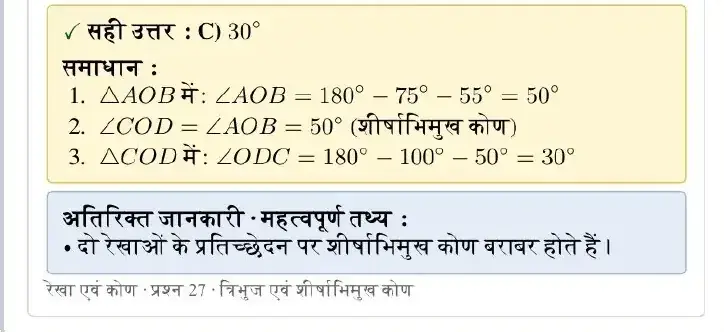 ✓ सही उत्तर : C) 30°
समाधान :
1. △AOB में: ∠AOB = 180° − 75° − 55° = 50°
2. ∠COD = ∠AOB = 50° (शीर्षाभिमुख कोण)
3. △COD में: ∠ODC = 180° − 100° − 50° = 30°
अतिरिक्त जानकारी · महत्वपूर्ण तथ्य :
• दो रेखाओं के प्रतिच्छेदन पर शीर्षाभिमुख कोण बराबर होते हैं।
रेखा एवं कोण · प्रश्न 27 · त्रिभुज एवं शीर्षाभिमुख कोण